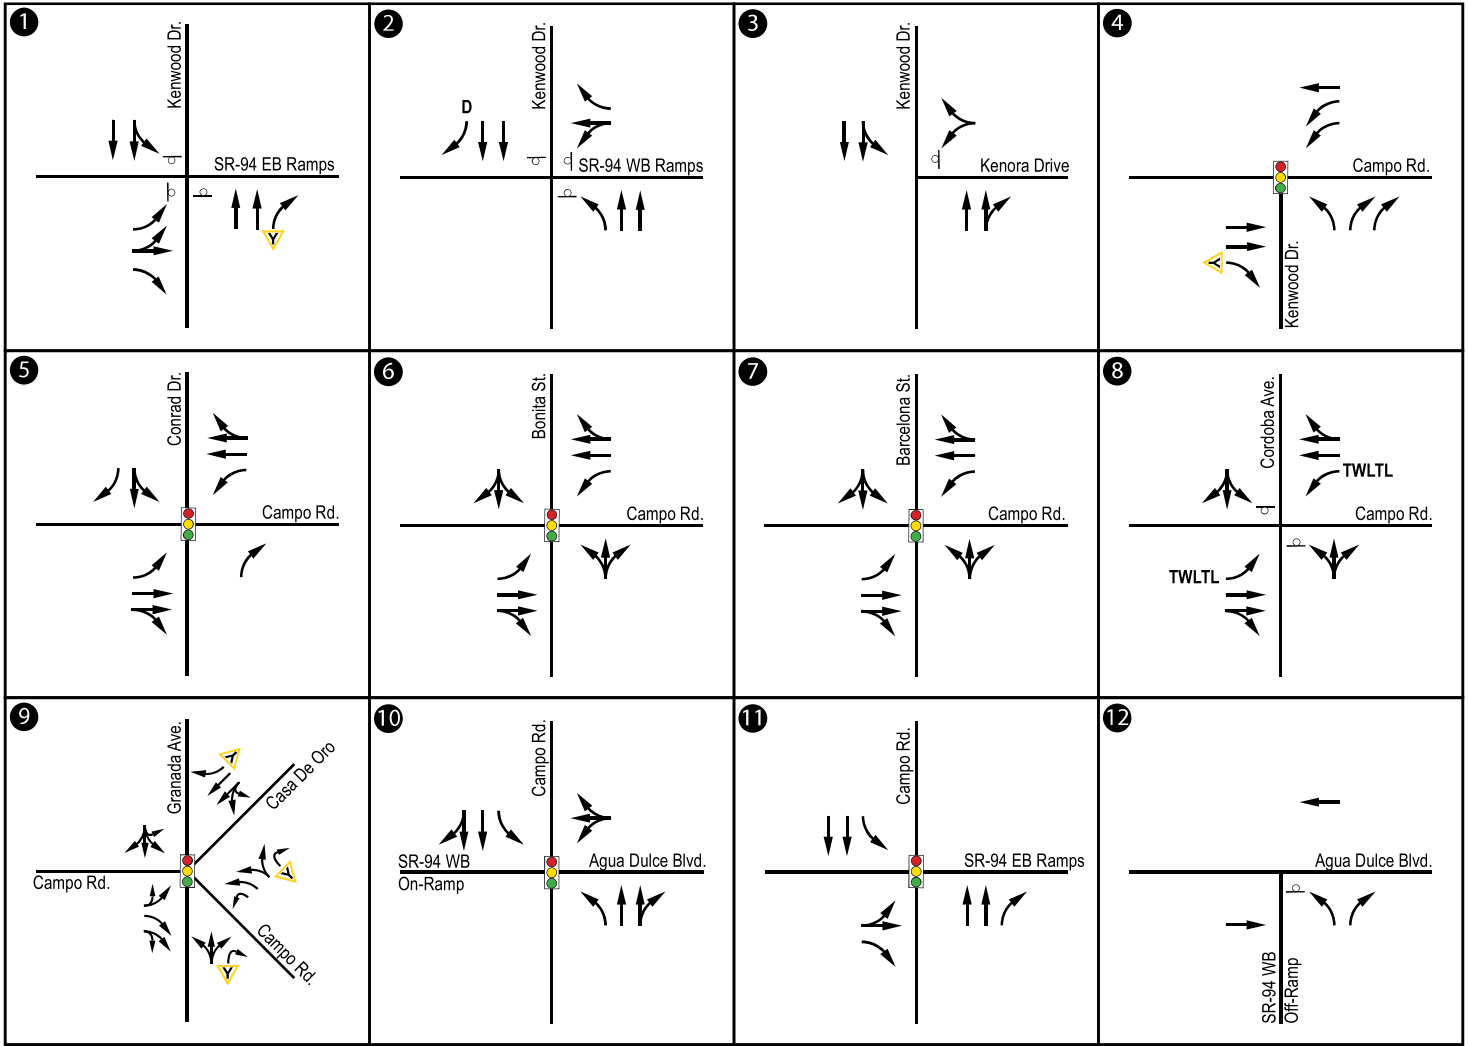 1
Kenwood Dr.
SR-94 EB Ramps
Y
2
Kenwood Dr.
D
SR-94 WB Ramps
3
Kenwood Dr.
Kenora Drive
4
Campo Rd.
Y
Kenwood Dr.
5
Conrad Dr.
Campo Rd.
6
Bonita St.
Campo Rd.
7
Barcelona St.
Campo Rd.
8
Cordoba Ave.
TWLTL
Campo Rd.
TWLTL
9
Granada Ave.
Y
Casa De Oro
Campo Rd.
Y
Campo Rd.
Y
10
Campo Rd.
SR-94 WB
On-Ramp
Agua Dulce Blvd.
11
Campo Rd.
SR-94 EB Ramps
12
Agua Dulce Blvd.
SR-94 WB
Off-Ramp